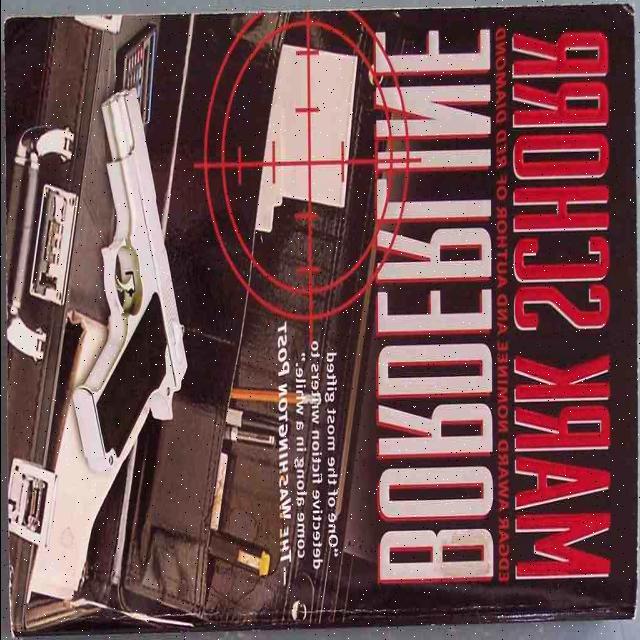 MARK SCHORR
EDGAR AWARD NOMINEE AND AUTHOR OF RED DIAMOND
BORDERLINE
"One of the most gifted
detective fiction writers to
come along in a while."
— THE WASHINGTON POST